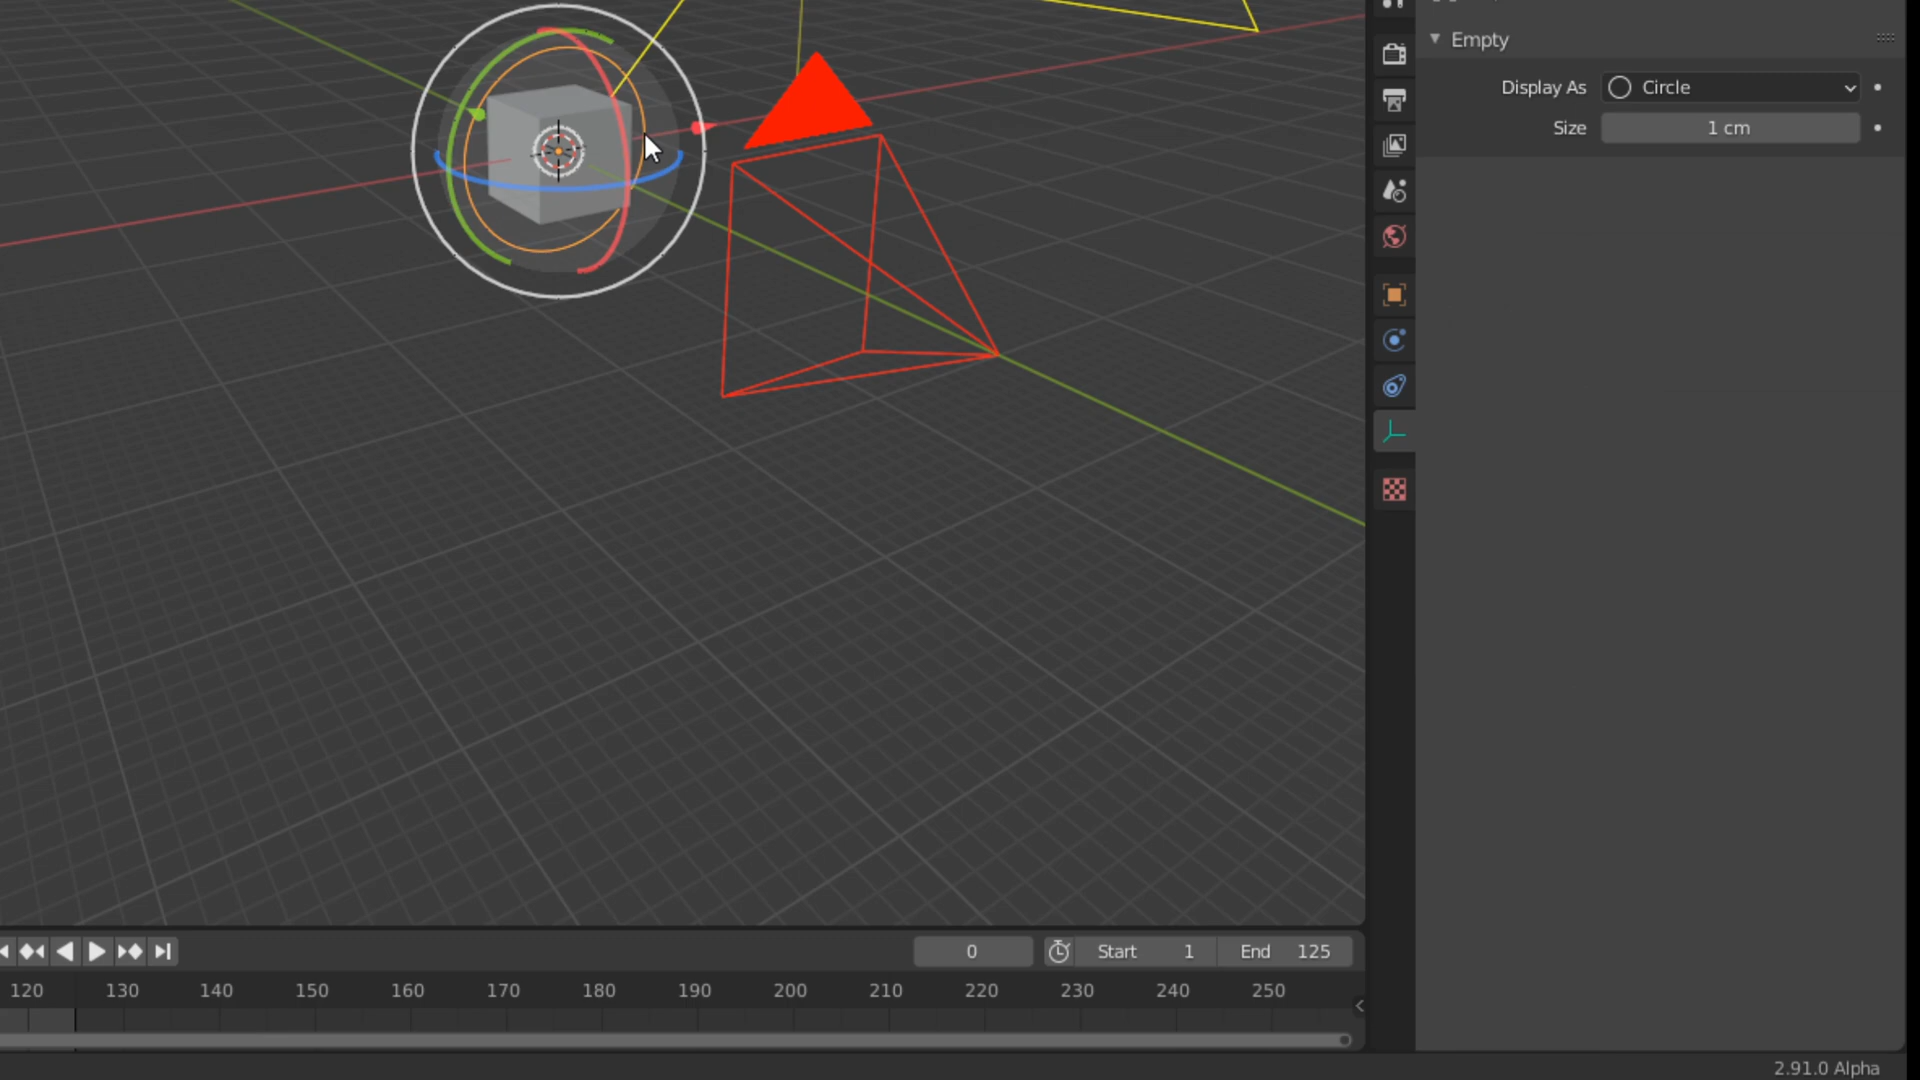 Empty
Display As Circle
Size 1 cm
0 Start 1 End 125
120 130 140 150 160 170 180 190 200 210 220 230 240 250
2.91.0 Alpha